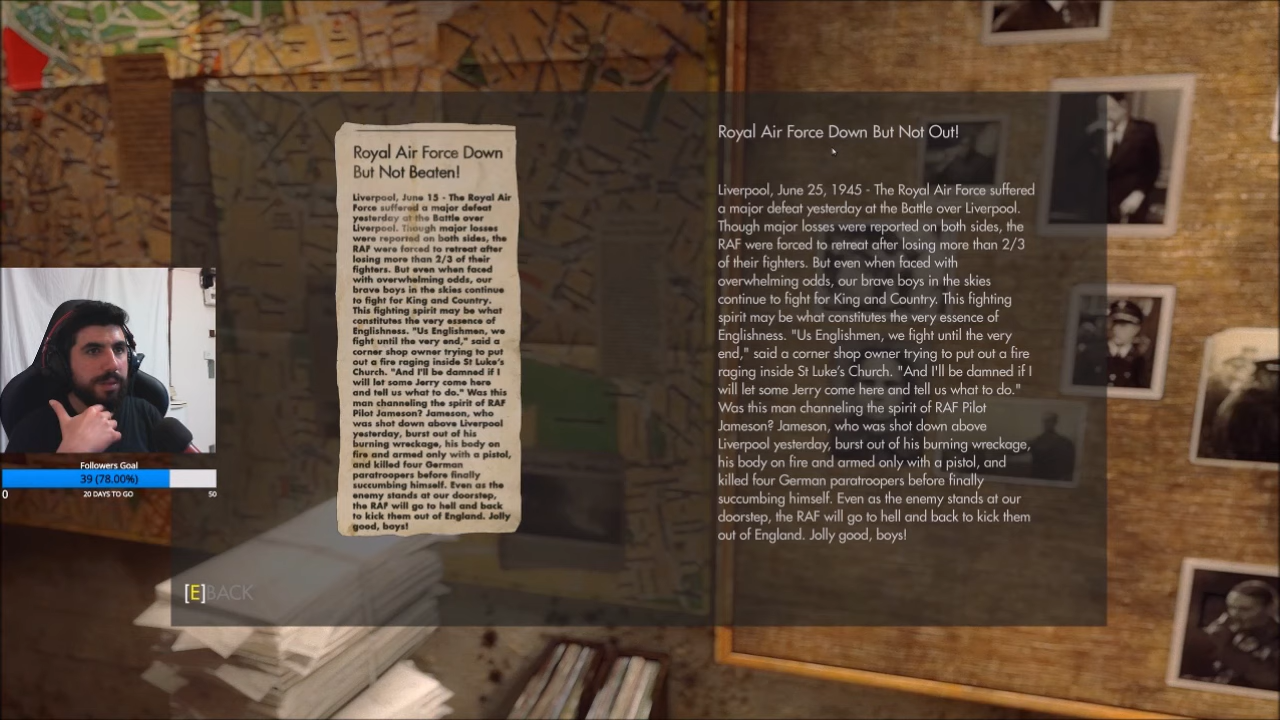 Royal Air Force Down
But Not Beaten!
Liverpool, June 15 - The Royal Air
Force suffered a major defeat
yesterday at the Battle over
Liverpool. Though major losses
were reported on both sides, the
RAF were forced to retreat after
losing more than 2/3 of their
fighters. But even when faced
with overwhelming odds, our
brave boys in the skies continue
to fight for King and Country.
This fighting spirit may be what
constitutes the very essence of
Englishness. "Us Englishmen, we
fight until the very end," said a
corner shop owner trying to put
out a fire raging inside St Luke's
Church. "And I'll be damned if I
will let some Jerry come here
and tell us what to do." Was this
man channeling the spirit of RAF
Pilot Jameson? Jameson, who
was shot down above Liverpool
yesterday, burst out of his
burning wreckage, his body on
fire and armed only with a pistol,
and killed four German
paratroopers before finally
succumbing himself. Even as the
enemy stands at our doorstep,
the RAF will go to hell and back
to kick them out of England. Jolly
good, boys!
Royal Air Force Down But Not Out!
Liverpool, June 25, 1945 - The Royal Air Force suffered
a major defeat yesterday at the Battle over Liverpool.
Though major losses were reported on both sides, the
RAF were forced to retreat after losing more than 2/3
of their fighters. But even when faced with
overwhelming odds, our brave boys in the skies
continue to fight for King and Country. This fighting
spirit may be what constitutes the very essence of
Englishness. "Us Englishmen, we fight until the very
end," said a corner shop owner trying to put out a fire
raging inside St Luke's Church. "And I'll be damned if I
will let some Jerry come here and tell us what to do."
Was this man channeling the spirit of RAF Pilot
Jameson? Jameson, who was shot down above
Liverpool yesterday, burst out of his burning wreckage,
his body on fire and armed only with a pistol, and
killed four German paratroopers before finally
succumbing himself. Even as the enemy stands at our
doorstep, the RAF will go to hell and back to kick them
out of England. Jolly good, boys!
Followers Goal
39 (78.00%)
0 20 DAYS TO GO 50
[E]BACK